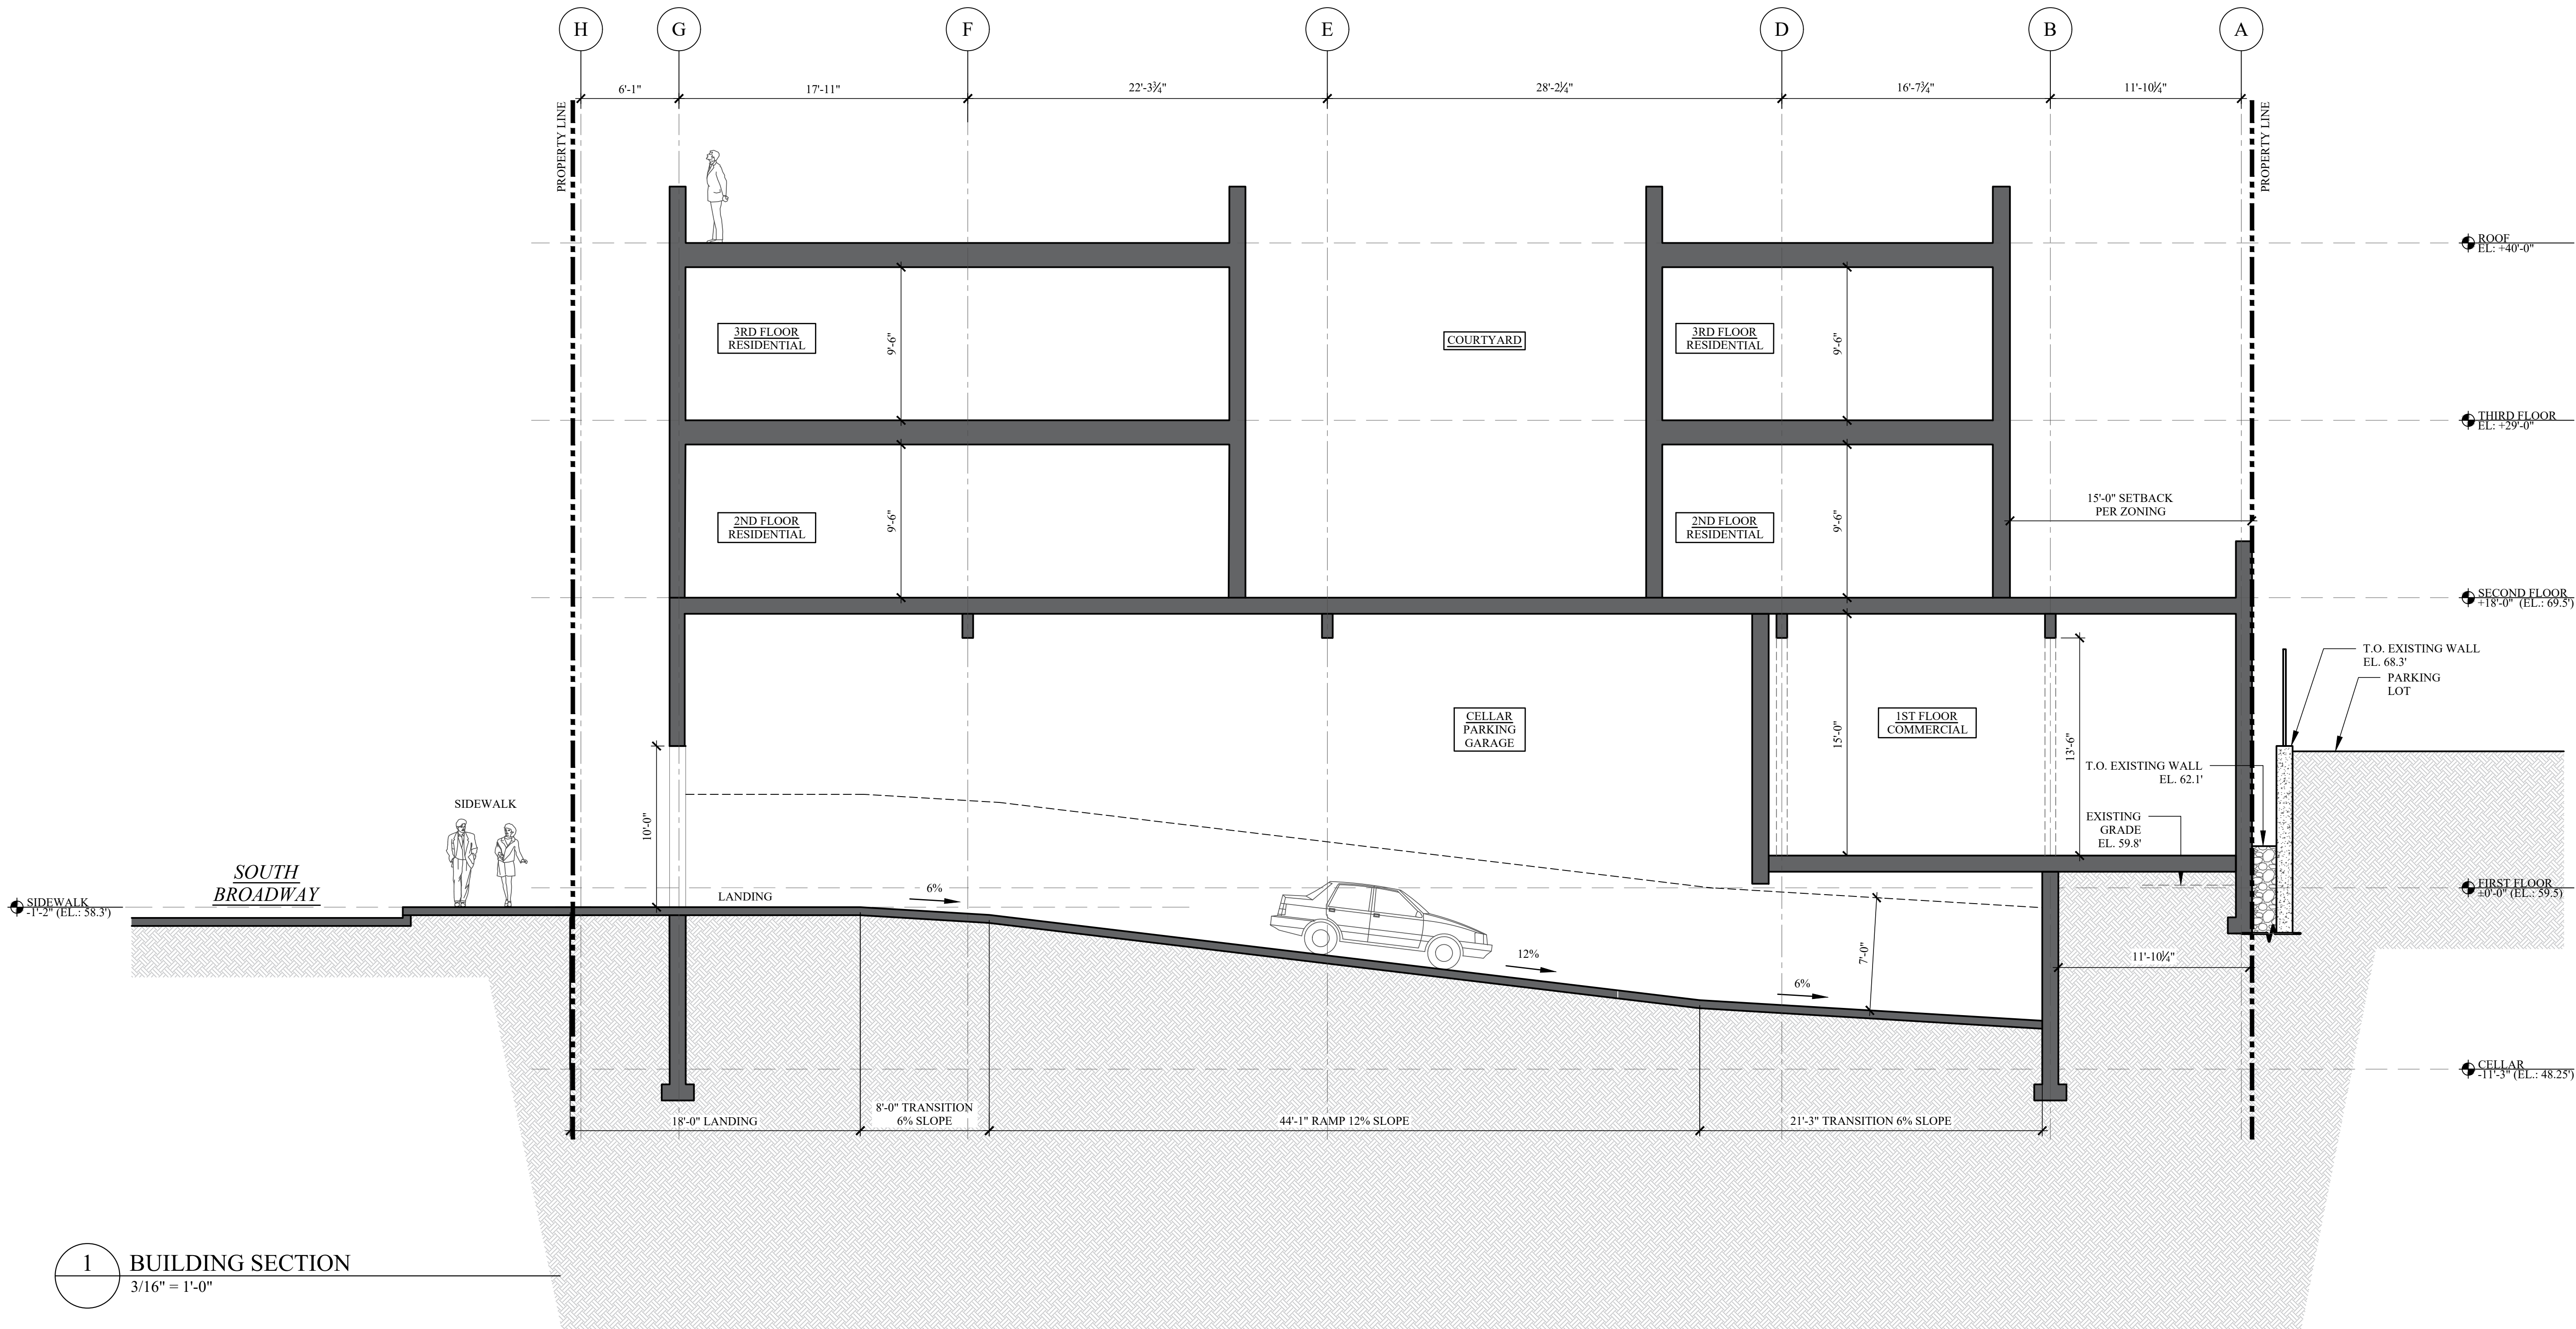 H
G
F
E
D
B
A
6'-1"
17'-11"
22'-3¾"
28'-2¼"
16'-7¾"
11'-10¼"
PROPERTY LINE
PROPERTY LINE
ROOF
EL: +40'-0"
3RD FLOOR
RESIDENTIAL
9'-6"
COURTYARD
3RD FLOOR
RESIDENTIAL
9'-6"
THIRD FLOOR
EL: +29'-0"
2ND FLOOR
RESIDENTIAL
9'-6"
2ND FLOOR
RESIDENTIAL
9'-6"
15'-0" SETBACK
PER ZONING
SECOND FLOOR
+18'-0" (EL.: 69.5')
T.O. EXISTING WALL
EL. 68.3'
PARKING
LOT
CELLAR
PARKING
GARAGE
15'-0"
1ST FLOOR
COMMERCIAL
13'-6"
T.O. EXISTING WALL
EL. 62.1'
EXISTING
GRADE
EL. 59.8'
SIDEWALK
10'-0"
SOUTH
BROADWAY
SIDEWALK
-1'-2" (EL.: 58.3')
LANDING
6%
FIRST FLOOR
±0'-0" (EL.: 59.5)
12%
7'-0"
6%
11'-10¼"
CELLAR
-11'-3" (EL.: 48.25')
18'-0" LANDING
8'-0" TRANSITION
6% SLOPE
44'-1" RAMP 12% SLOPE
21'-3" TRANSITION 6% SLOPE
1
BUILDING SECTION
3/16" = 1'-0"